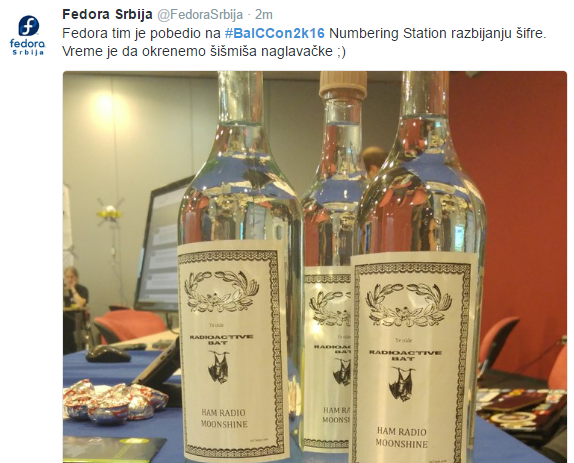 Fedora Srbija @FedoraSrbija · 2m
Fedora tim je pobedio na #BalCCon2k16 Numbering Station razbijanju šifre.
Vreme je da okrenemo šišmiša naglavačke ;)
fedora
Srbija
RADIOACTIVE
BAT
HAM RADIO
MOONSHINE
RADIOACTIVE
BAT
HAM RADIO
MOONSHINE